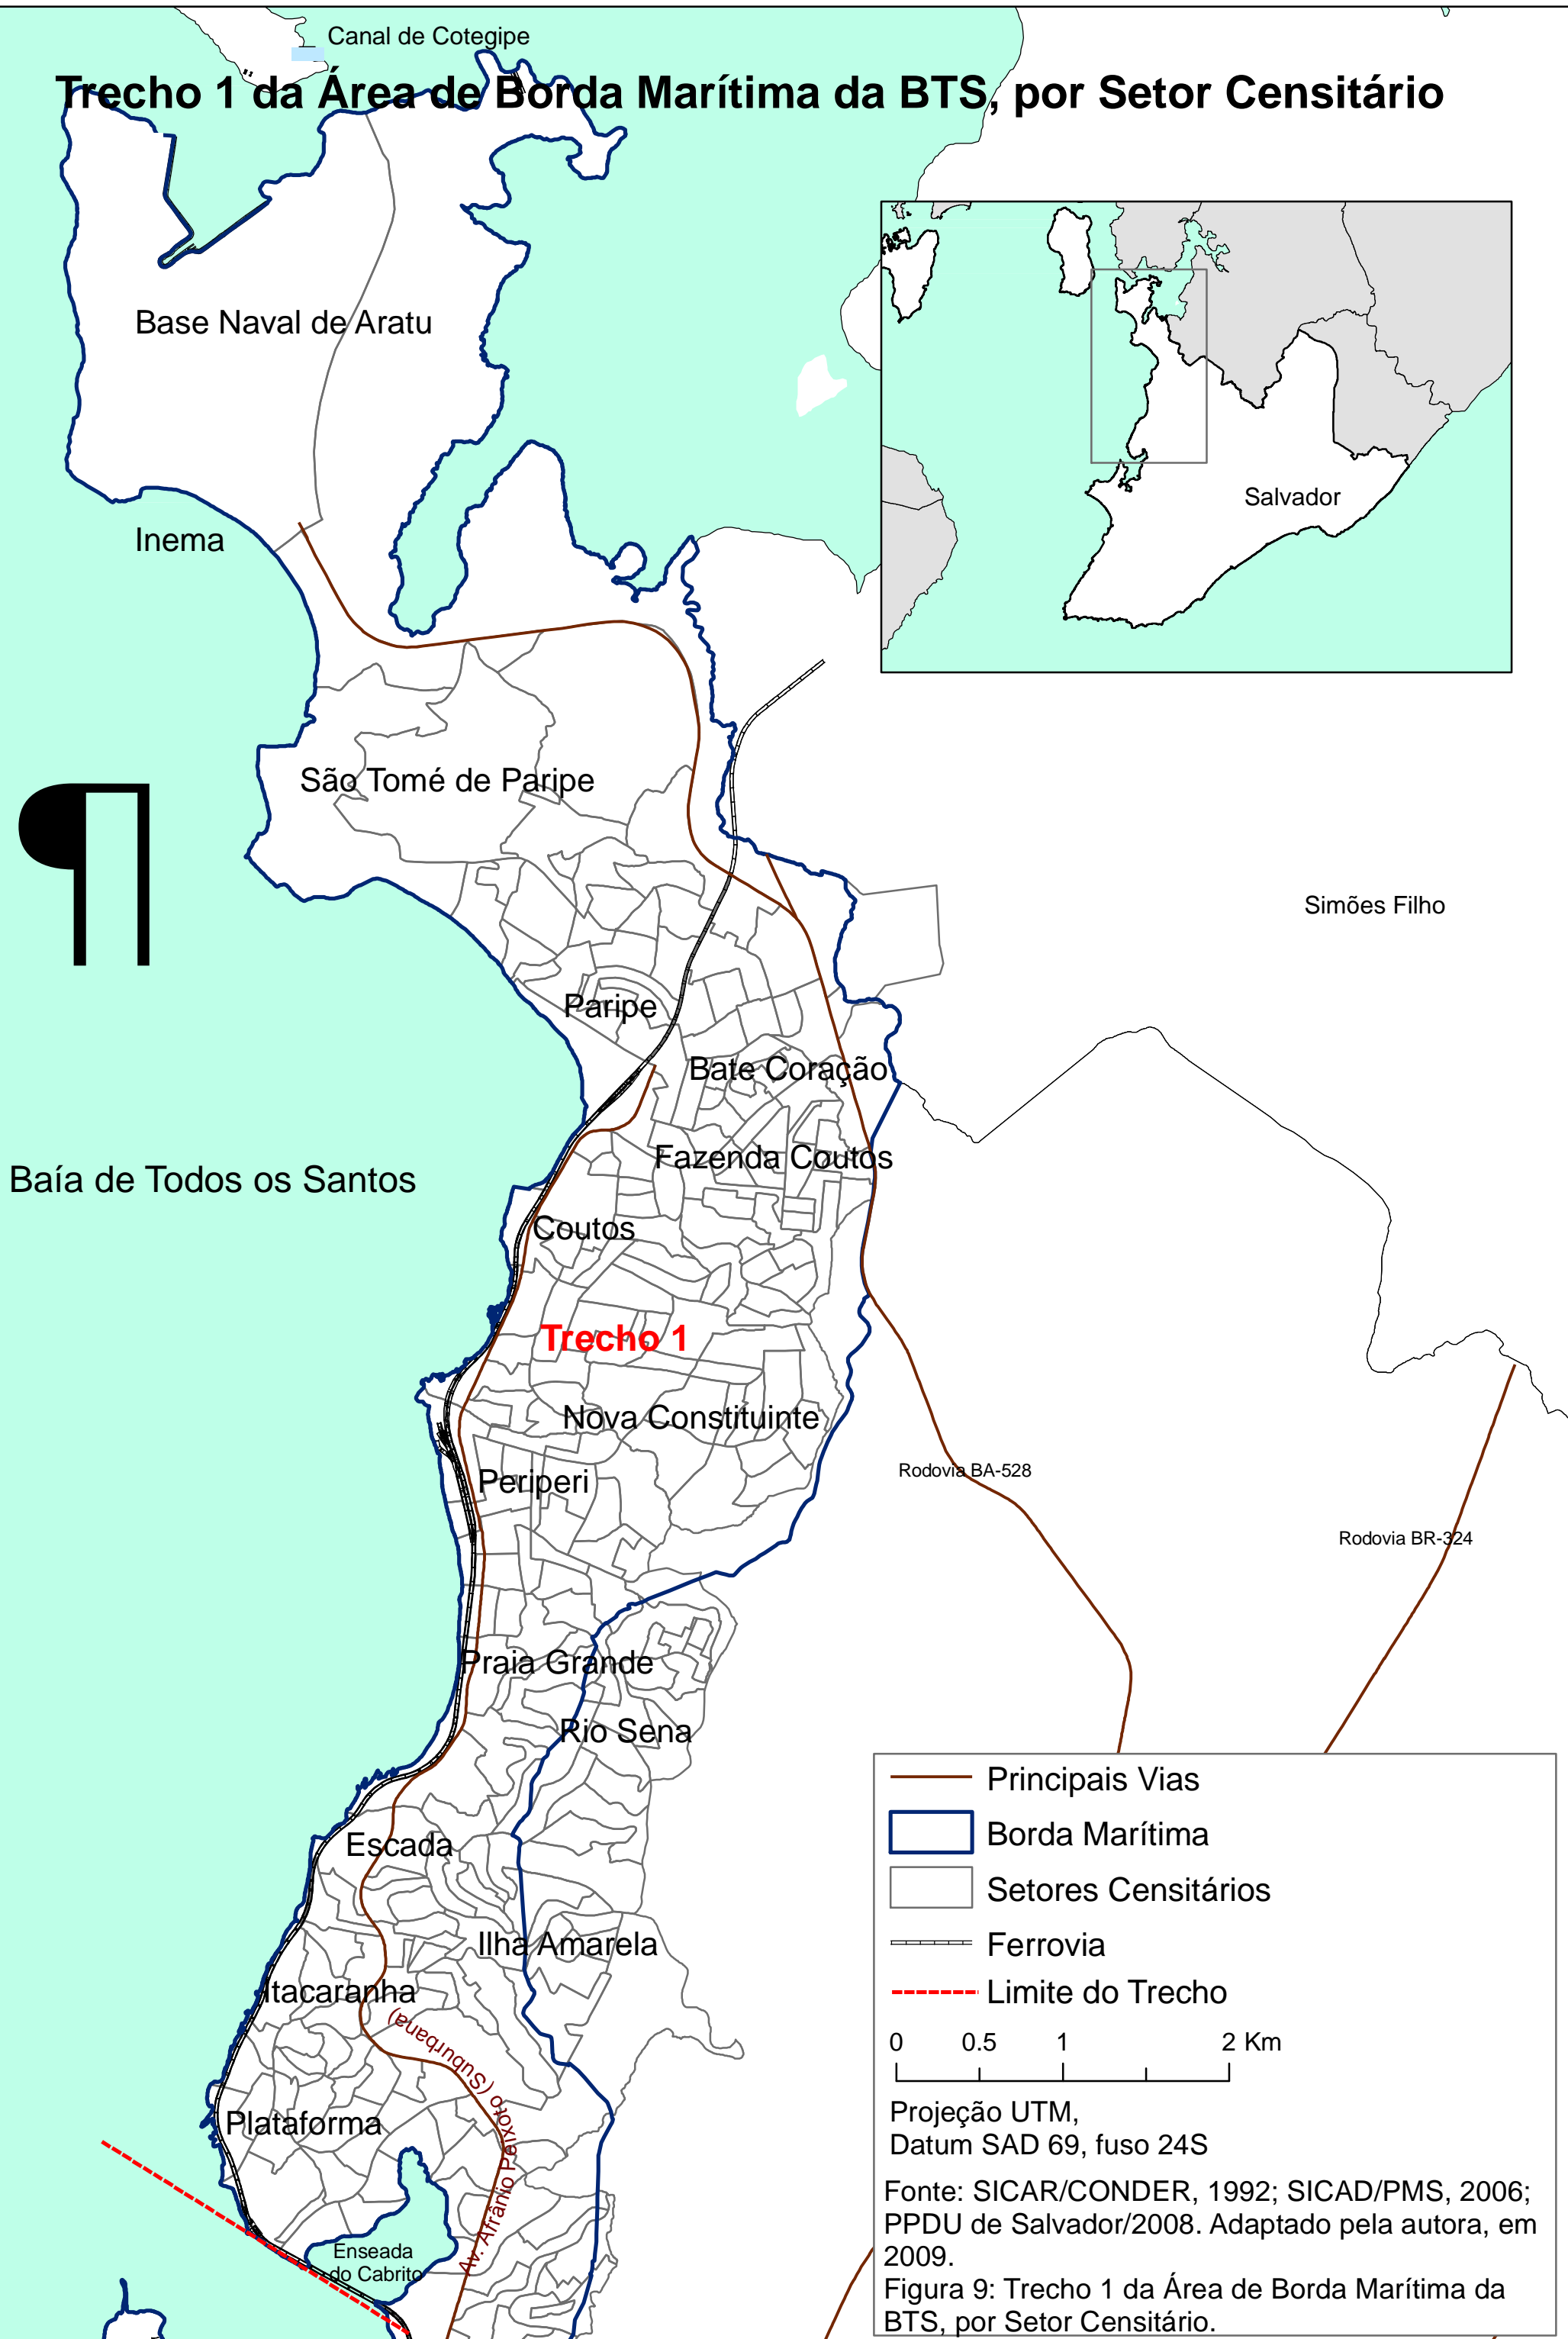 Canal de Cotegipe
Trecho 1 da Área de Borda Marítima da BTS, por Setor Censitário
Base Naval de Aratu
Salvador
Inema
São Tomé de Paripe
¶
Simões Filho
Paripe
Bate Coração
Fazenda Coutos
Baía de Todos os Santos
Coutos
Trecho 1
Nova Constituinte
Rodovia BA-528
Periperi
Rodovia BR-324
Praia Grande
Rio Sena
Escada
Ilha Amarela
Itacaranha
Av. Afrânio Peixoto (Suburbana)
Plataforma
Enseada
do Cabrito
Principais Vias
Borda Marítima
Setores Censitários
Ferrovia
Limite do Trecho
0 0.5 1 2 Km
Projeção UTM,
Datum SAD 69, fuso 24S
Fonte: SICAR/CONDER, 1992; SICAD/PMS, 2006;
PPDU de Salvador/2008. Adaptado pela autora, em
2009.
Figura 9: Trecho 1 da Área de Borda Marítima da
BTS, por Setor Censitário.